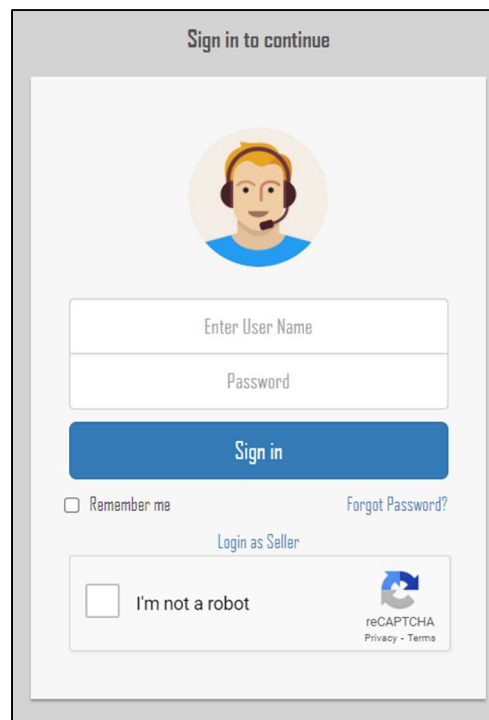 Sign in to continue
Enter User Name
Password
Sign in
Remember me
Forgot Password?
Login as Seller
I'm not a robot
reCAPTCHA
Privacy - Terms